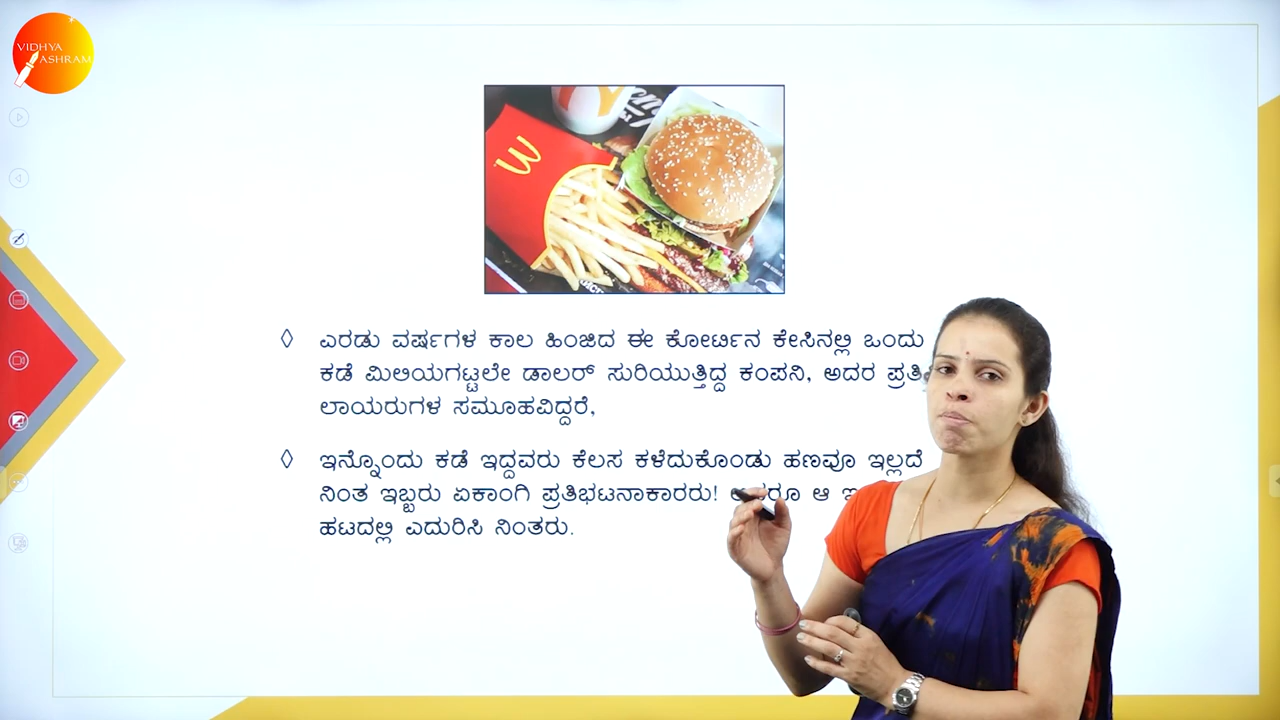 VIDHYA
ASHRAM
ಎರಡು ವರ್ಷಗಳ ಕಾಲ ಹಿಂಜಿದ ಈ ಕೋರ್ಟಿನ ಕೇಸಿನಲ್ಲಿ ಒಂದು
ಕಡೆ ಮಿಲಿಯಗಟ್ಟಲೇ ಡಾಲರ್ ಸುರಿಯುತ್ತಿದ್ದ ಕಂಪನಿ, ಅದರ
ಲಾಯರುಗಳ ಸಮೂಹವಿದ್ದರೆ,
ಇನ್ನೊಂದು ಕಡೆ ಇದ್ದವರು ಕೆಲಸ ಕಳೆದುಕೊಂಡು ಹಣವೂ ಇಲ್ಲದೆ
ನಿಂತ ಇಬ್ಬರು ಏಕಾಂಗಿ ಪ್ರತಿಭಟನಾಕಾರರು! ಆ
ಹಟದಲ್ಲಿ ಎದುರಿಸಿ ನಿಂತರು.